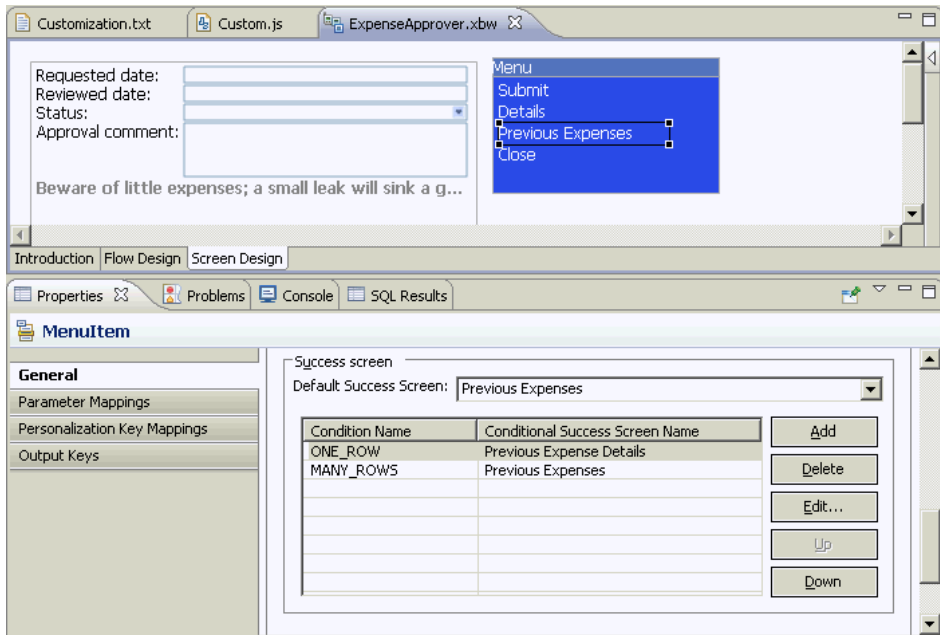 Customization.txt Custom.js ExpenseApprover.xbw
Requested date:
Reviewed date:
Status:
Approval comment:
Beware of little expenses; a small leak will sink a g...
Menu
Submit
Details
Previous Expenses
Close
Introduction Flow Design Screen Design
Properties Problems Console SQL Results
MenuItem
General
Parameter Mappings
Personalization Key Mappings
Output Keys
Success screen
Default Success Screen: Previous Expenses
Condition Name Conditional Success Screen Name
ONE_ROW Previous Expense Details
MANY_ROWS Previous Expenses
Add
Delete
Edit...
Up
Down